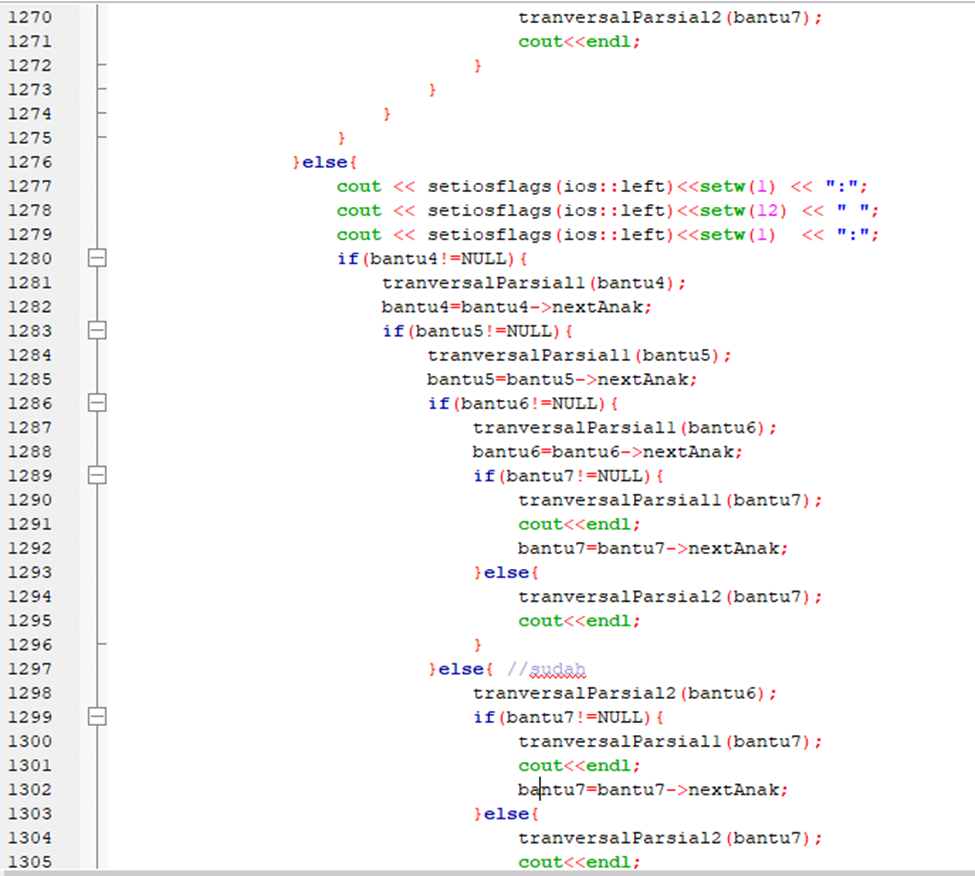 1270 tranversalParsial2(bantu7);
1271 cout<<endl;
1272 }
1273 }
1274 }
1275 }
1276 }else{
1277 cout << setiosflags(ios::left)<<setw(1) << ":";
1278 cout << setiosflags(ios::left)<<setw(12) << " ";
1279 cout << setiosflags(ios::left)<<setw(1)  << ":";
1280 if(bantu4!=NULL){
1281 tranversalParsial1(bantu4);
1282 bantu4=bantu4->nextAnak;
1283 if(bantu5!=NULL){
1284 tranversalParsial1(bantu5);
1285 bantu5=bantu5->nextAnak;
1286 if(bantu6!=NULL){
1287 tranversalParsial1(bantu6);
1288 bantu6=bantu6->nextAnak;
1289 if(bantu7!=NULL){
1290 tranversalParsial1(bantu7);
1291 cout<<endl;
1292 bantu7=bantu7->nextAnak;
1293 }else{
1294 tranversalParsial2(bantu7);
1295 cout<<endl;
1296 }
1297 }else{ //sudah
1298 tranversalParsial2(bantu6);
1299 if(bantu7!=NULL){
1300 tranversalParsial1(bantu7);
1301 cout<<endl;
1302 bantu7=bantu7->nextAnak;
1303 }else{
1304 tranversalParsial2(bantu7);
1305 cout<<endl;